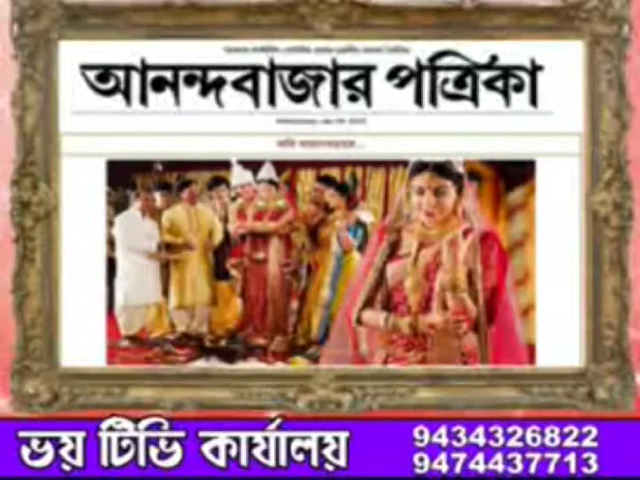 আনন্দবাজার পত্রিকা
ভয় টিভি কার্যালয়
9434326822
9474437713